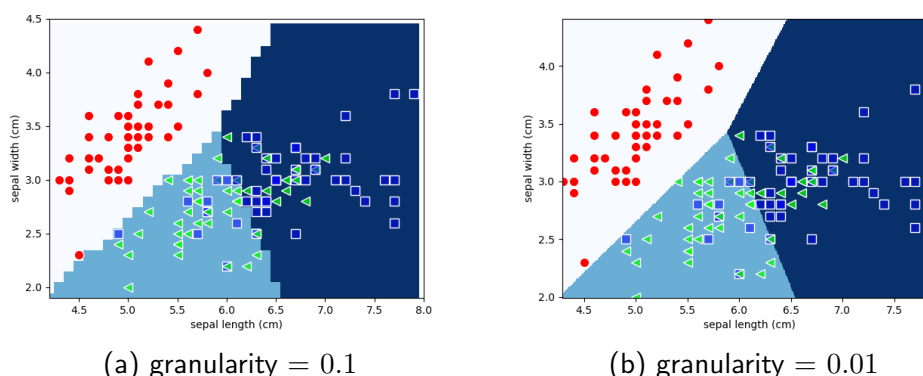 4.5
4.0
3.5
3.0
2.5
2.0
sepal width (cm)
4.5 5.0 5.5 6.0 6.5 7.0 7.5 8.0
sepal length (cm)
(a) granularity = 0.1
4.0
3.5
3.0
2.5
2.0
sepal width (cm)
4.5 5.0 5.5 6.0 6.5 7.0 7.5
sepal length (cm)
(b) granularity = 0.01